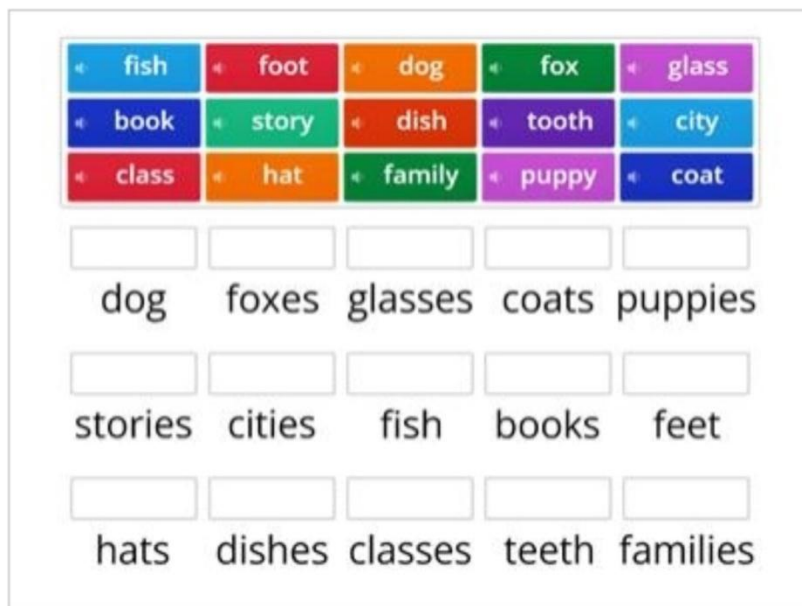 fish foot dog fox glass
book story dish tooth city
class hat family puppy coat
dog foxes glasses coats puppies
stories cities fish books feet
hats dishes classes teeth families